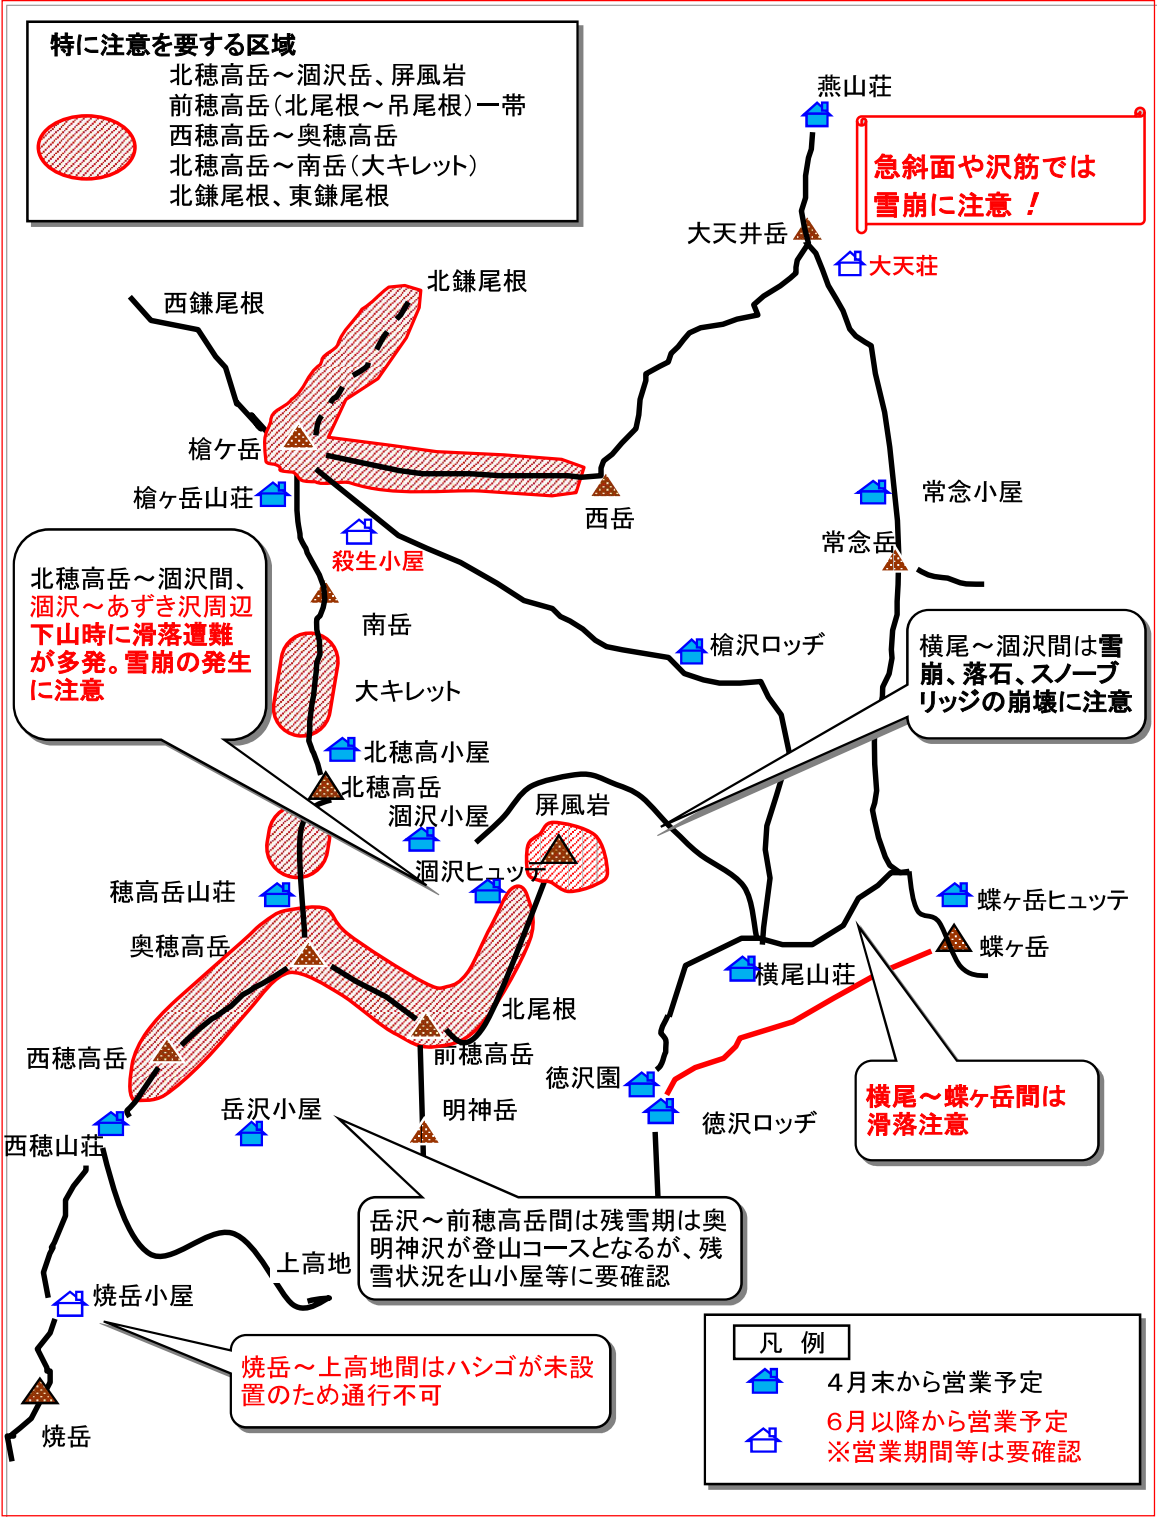 特に注意を要する区域
北穂高岳～涸沢岳、屏風岩
前穂高岳（北尾根～吊尾根）一帯
西穂高岳～奥穂高岳
北穂高岳～南岳（大キレット）
北鎌尾根、東鎌尾根
燕山荘
急斜面や沢筋では
雪崩に注意！
大天井岳
大天荘
北鎌尾根
西鎌尾根
槍ケ岳
槍ヶ岳山荘
西岳
常念小屋
常念岳
殺生小屋
北穂高岳～涸沢間、
涸沢～あずき沢周辺
下山時に滑落遭難
が多発。雪崩の発生
に注意
南岳
槍沢ロッヂ
横尾～涸沢間は雪
崩、落石、スノーブ
リッジの崩壊に注意
大キレット
北穂高小屋
北穂高岳
涸沢小屋
屏風岩
涸沢ヒュッテ
穂高岳山荘
蝶ヶ岳ヒュッテ
奥穂高岳
蝶ヶ岳
横尾山荘
北尾根
西穂高岳
前穂高岳
徳沢園
横尾～蝶ヶ岳間は
滑落注意
岳沢小屋
明神岳
徳沢ロッヂ
西穂山荘
岳沢～前穂高岳間は残雪期は奥
明神沢が登山コースとなるが、残
雪状況を山小屋等に要確認
上高地
焼岳小屋
焼岳～上高地間はハシゴが未設
置のため通行不可
焼岳
凡 例
４月末から営業予定
６月以降から営業予定
※営業期間等は要確認